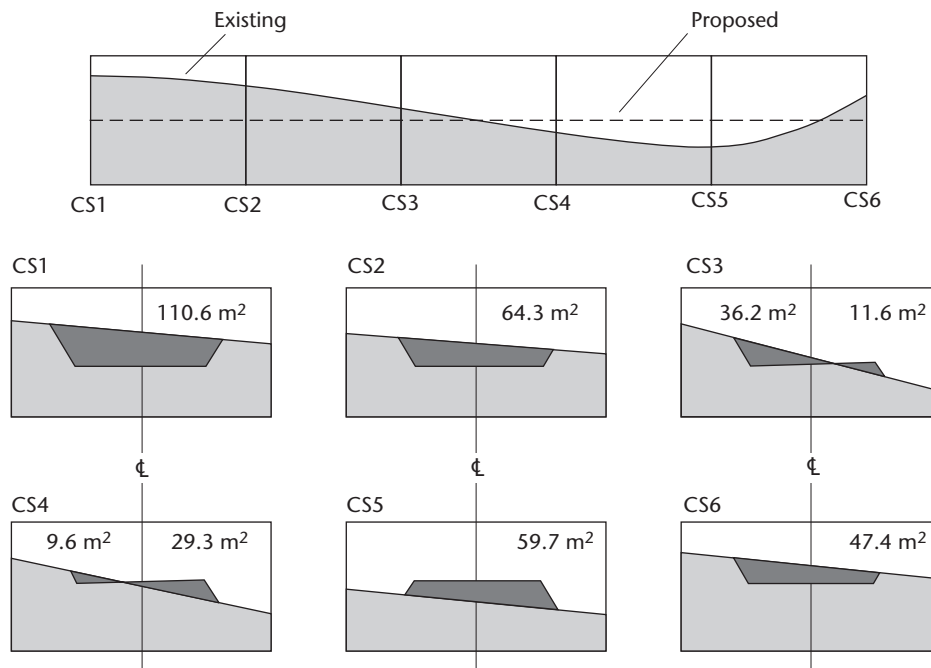 Existing Proposed
CS1 CS2 CS3 CS4 CS5 CS6
CS1 CS2 CS3
110.6 m² 64.3 m² 36.2 m² 11.6 m²
℄ ℄ ℄
CS4 CS5 CS6
9.6 m² 29.3 m² 59.7 m² 47.4 m²